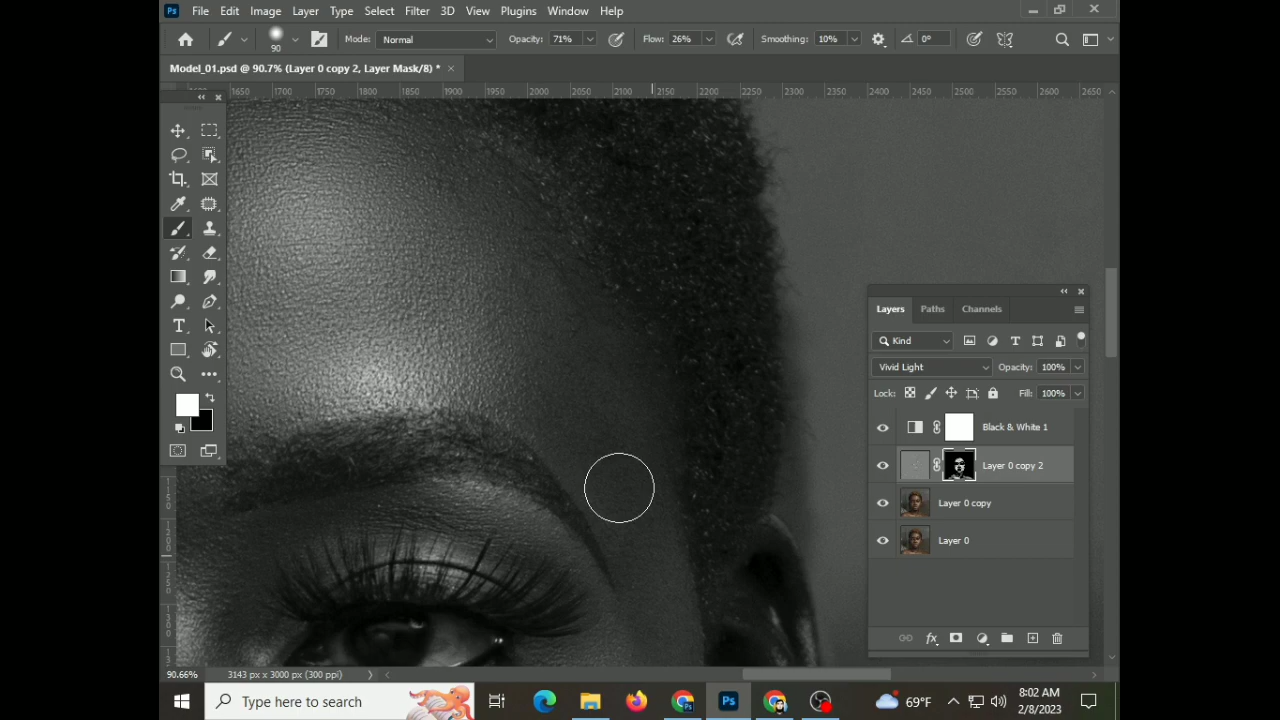 Ps File Edit Image Layer Type Select Filter 3D View Plugins Window Help
90 Mode: Normal Opacity: 71% Flow: 26% Smoothing: 10% 0°
Model_01.psd @ 90.7% (Layer 0 copy 2, Layer Mask/8) * ×
1650 1700 1750 1800 1850 1900 1950 2000 2050 2100 2150 2200 2250 2300 2350 2400 2450 2500 2550 2600 2650
Layers Paths Channels
Kind
Vivid Light Opacity: 100%
Lock: Fill: 100%
Black & White 1
Layer 0 copy 2
Layer 0 copy
Layer 0
fx
90.66% 3143 px x 3000 px (300 ppi)
Type here to search
Ps
69°F
8:02 AM
2/8/2023